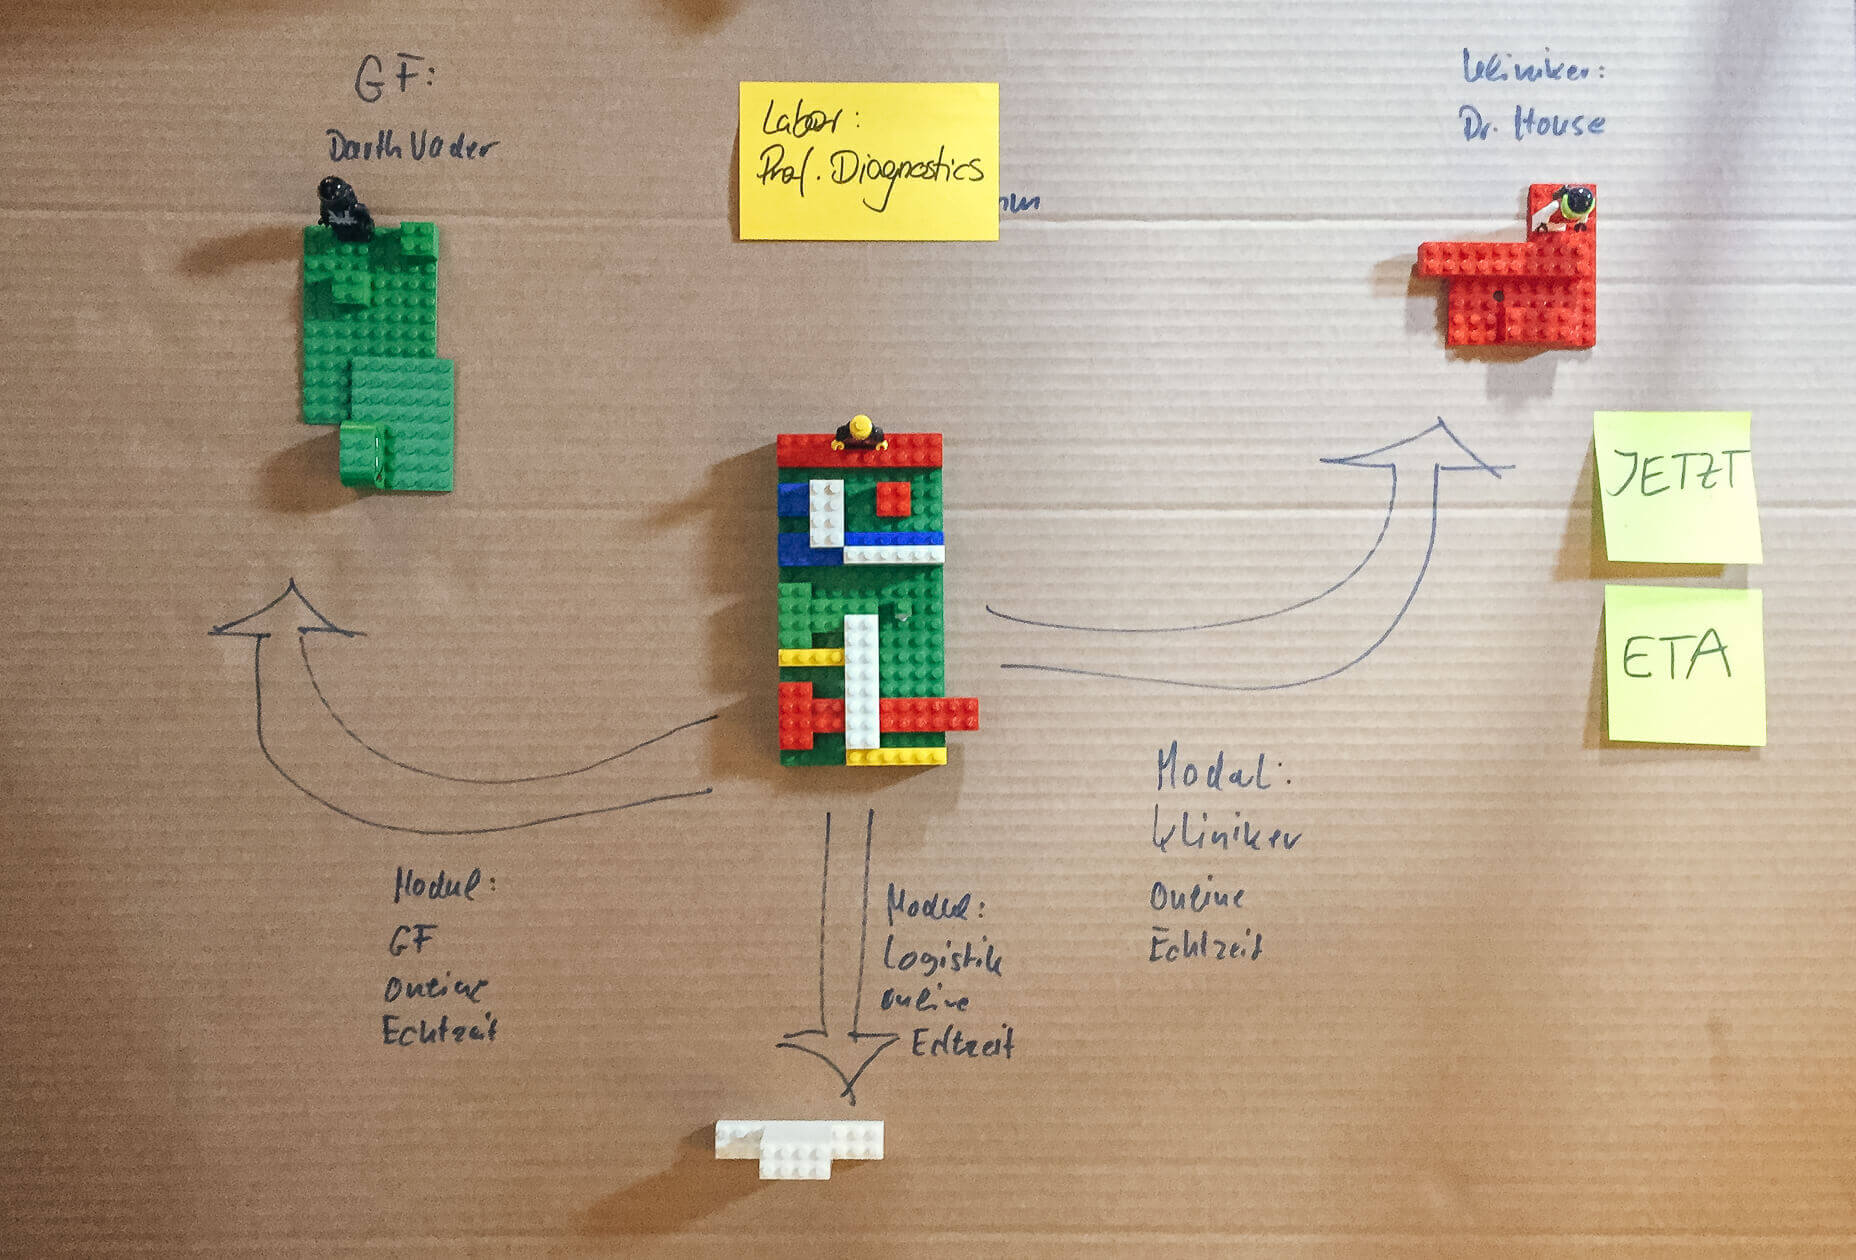 GF:
Darth Vader
Labor:
Prof. Diagnostics
Kliniker:
Dr. House
JETZT
ETA
Modul:
GF
Online
Echtzeit
Modul:
Logistik
Online
Echtzeit
Modul:
Kliniker
Online
Echtzeit